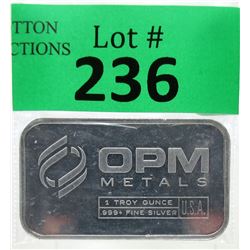 TTON
CTIONS
Lot #
236
OPM
METALS
1 TROY OUNCE
.999+ FINE SILVER
U.S.A.